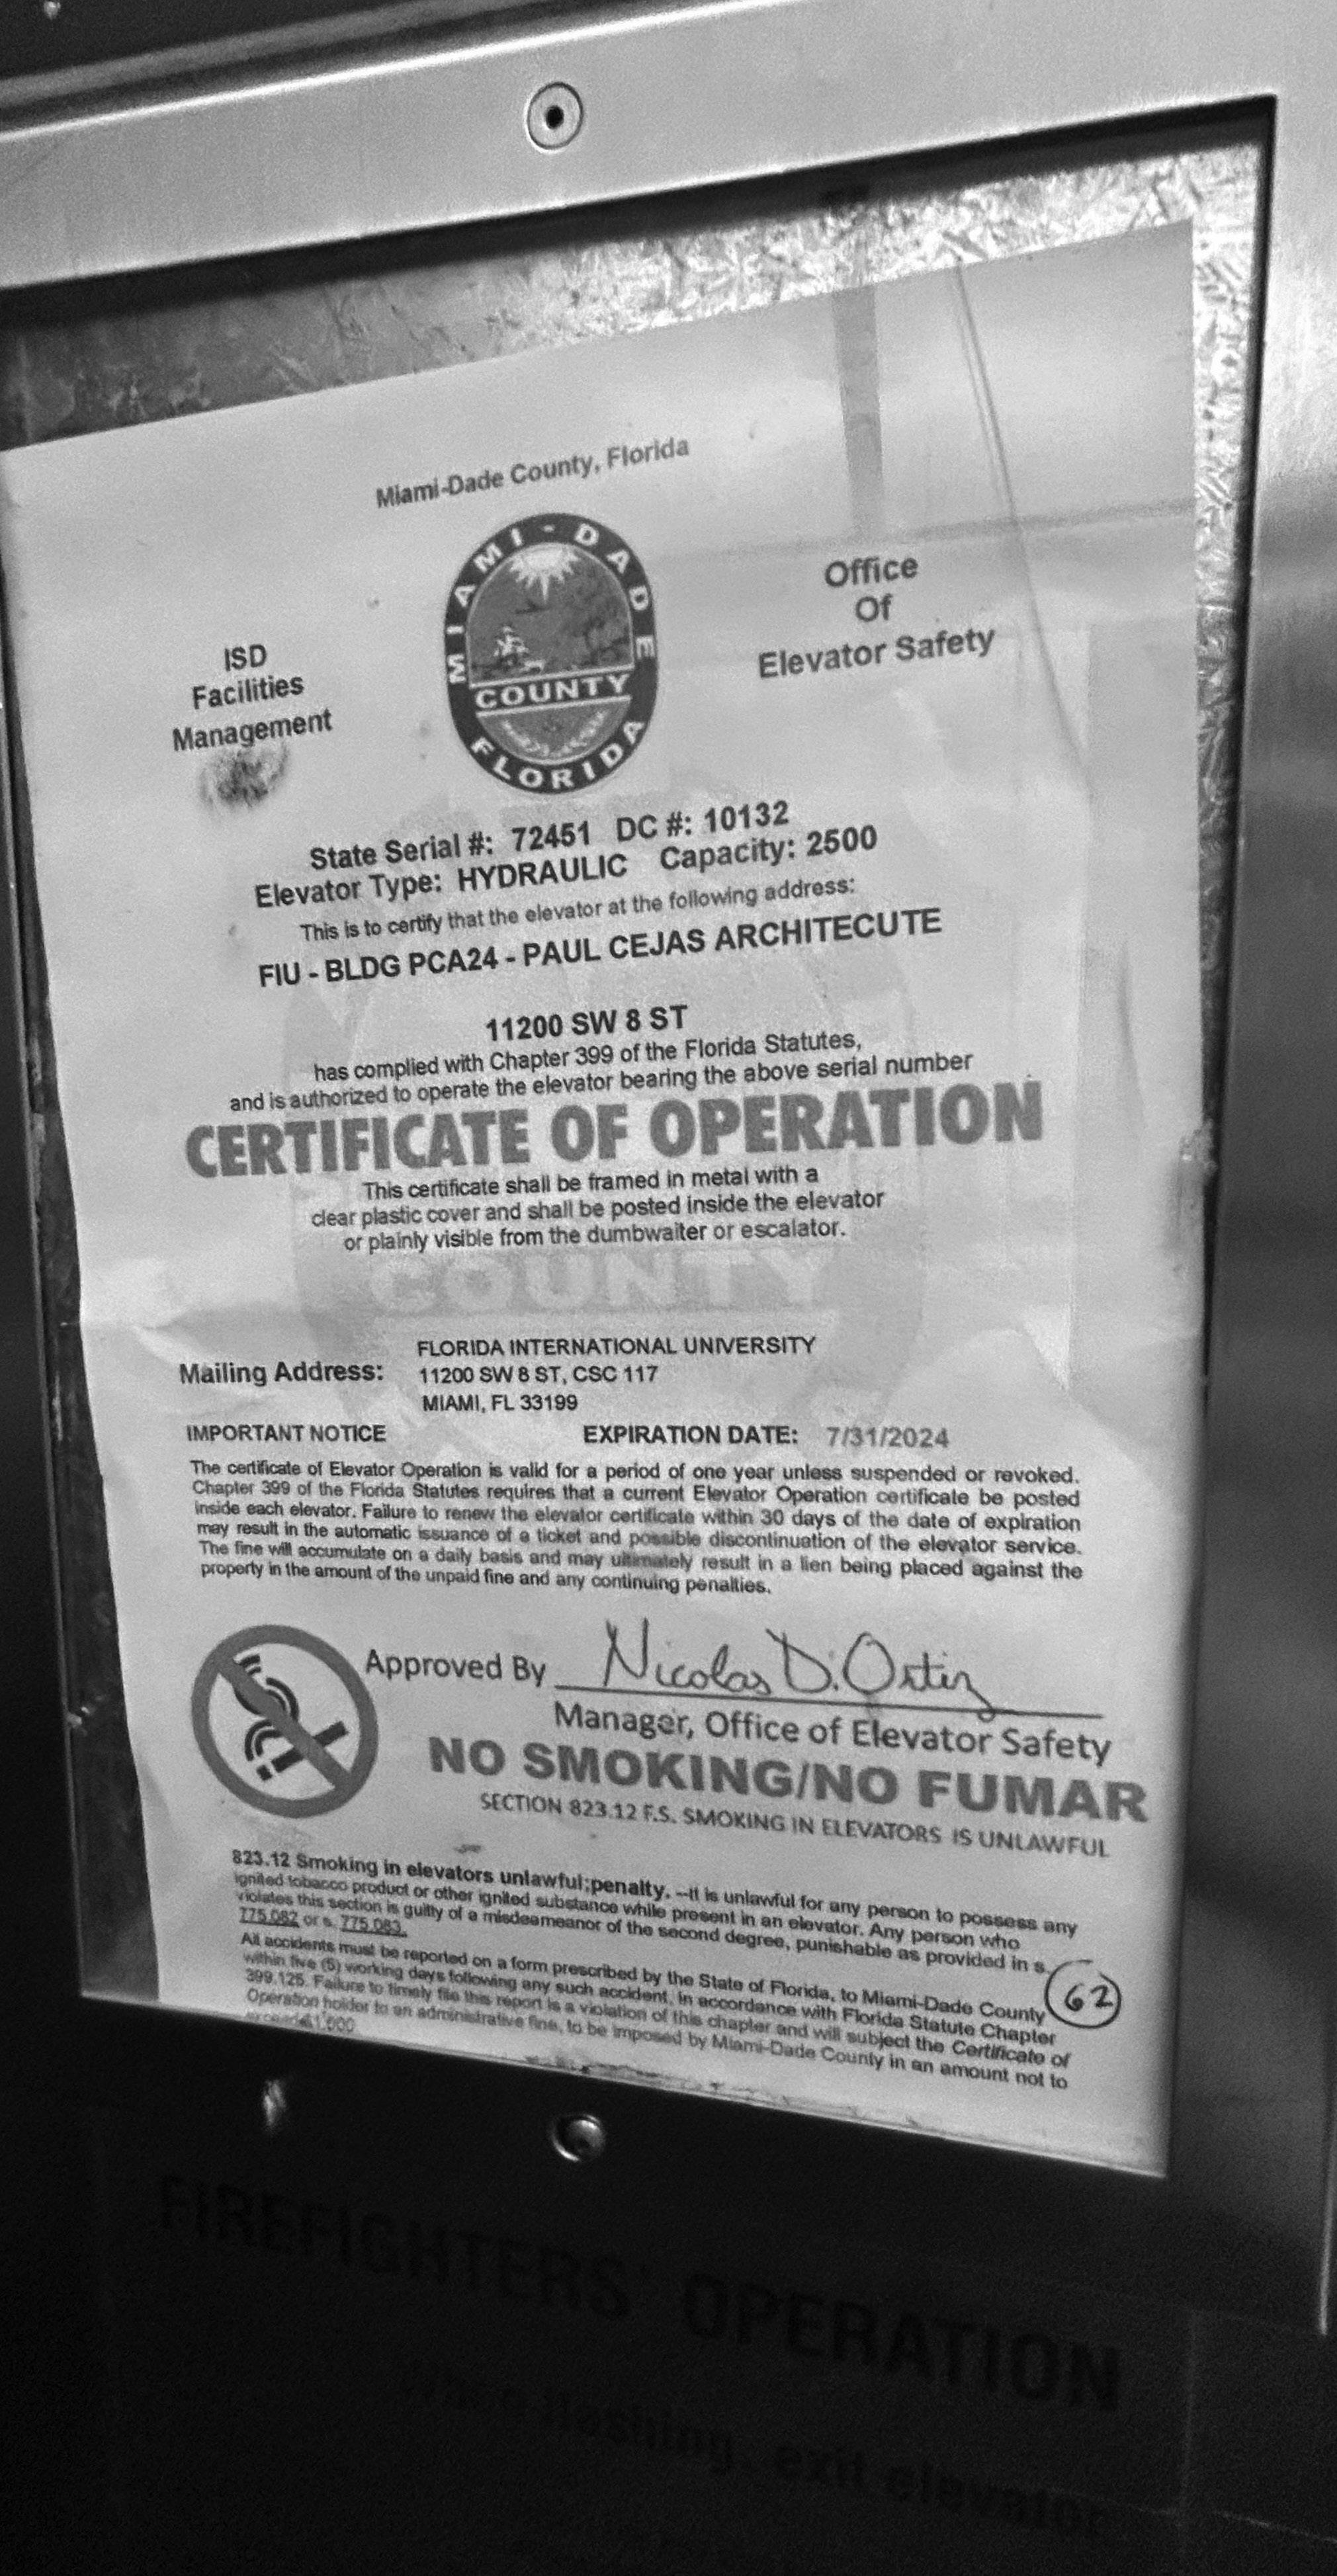 Miami-Dade County, Florida
ISD
Facilities
Management
MIAMI-DADE
COUNTY
FLORIDA
Office
Of
Elevator Safety
State Serial #: 72451 DC #: 10132
Elevator Type: HYDRAULIC Capacity: 2500
This is to certify that the elevator at the following address:
FIU - BLDG PCA24 - PAUL CEJAS ARCHITECUTE
11200 SW 8 ST
has complied with Chapter 399 of the Florida Statutes,
and is authorized to operate the elevator bearing the above serial number
CERTIFICATE OF OPERATION
This certificate shall be framed in metal with a
clear plastic cover and shall be posted inside the elevator
or plainly visible from the dumbwaiter or escalator.
COUNTY
Mailing Address:
FLORIDA INTERNATIONAL UNIVERSITY
11200 SW 8 ST, CSC 117
MIAMI, FL 33199
IMPORTANT NOTICE EXPIRATION DATE: 7/31/2024
The certificate of Elevator Operation is valid for a period of one year unless suspended or revoked.
Chapter 399 of the Florida Statutes requires that a current Elevator Operation certificate be posted
inside each elevator. Failure to renew the elevator certificate within 30 days of the date of expiration
may result in the automatic issuance of a ticket and possible discontinuation of the elevator service.
The fine will accumulate on a daily basis and may ultimately result in a lien being placed against the
property in the amount of the unpaid fine and any continuing penalties.
Approved By Nicolas D. Ortiz
Manager, Office of Elevator Safety
NO SMOKING/NO FUMAR
SECTION 823.12 F.S. SMOKING IN ELEVATORS IS UNLAWFUL
823.12 Smoking in elevators unlawful;penalty. --It is unlawful for any person to possess any
ignited tobacco product or other ignited substance while present in an elevator. Any person who
violates this section is guilty of a misdeameanor of the second degree, punishable as provided in s.
775.082 or s. 775.083.
All accidents must be reported on a form prescribed by the State of Florida, to Miami-Dade County
within five (5) working days following any such accident, in accordance with Florida Statute Chapter
399.125. Failure to timely file this report is a violation of this chapter and will subject the Certificate of
Operation holder to an administrative fine, to be imposed by Miami-Dade County in an amount not to
exceed $1,000
62
FIREFIGHTERS' OPERATION
flashing, exit elevator